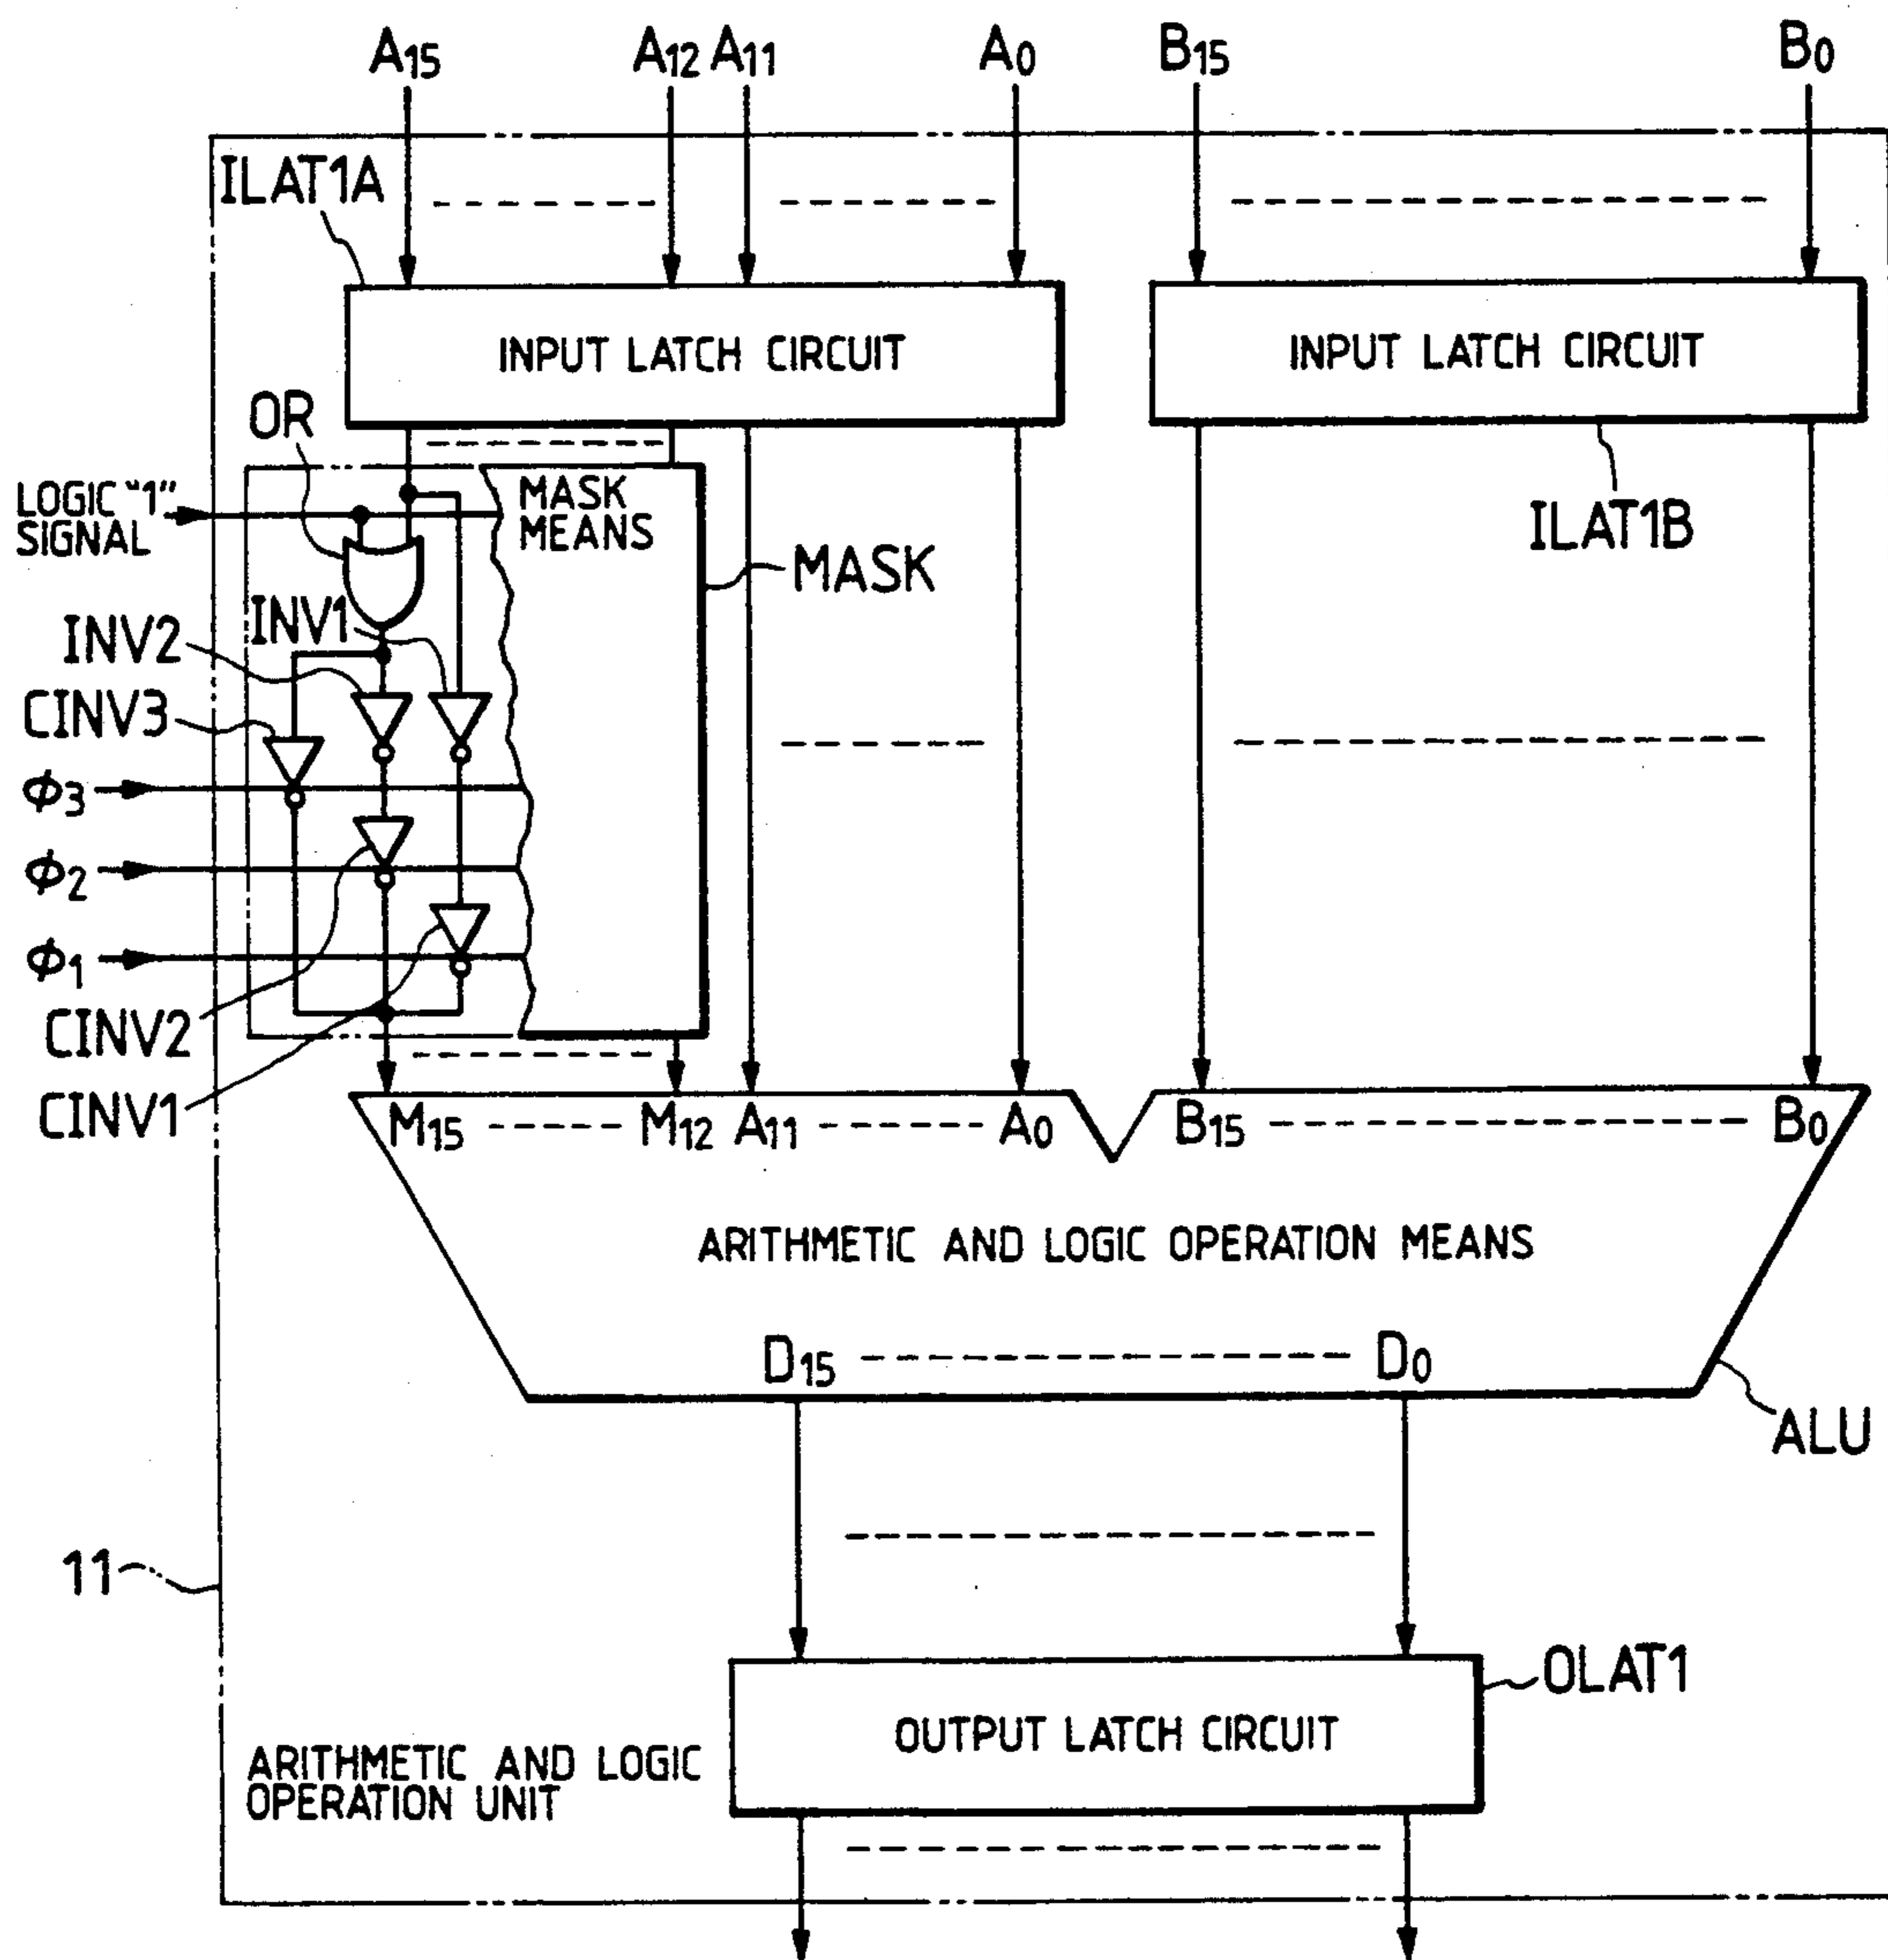 A15 A12 A11 A0 B15 B0
ILAT1A
INPUT LATCH CIRCUIT INPUT LATCH CIRCUIT
OR
LOGIC "1"
SIGNAL
MASK
MEANS
ILAT1B
MASK
INV1
INV2
CINV3
ϕ3
ϕ2
ϕ1
CINV2
CINV1
M15 M12 A11 A0 B15 B0
ARITHMETIC AND LOGIC OPERATION MEANS
D15 D0
ALU
11
OLAT1
OUTPUT LATCH CIRCUIT
ARITHMETIC AND LOGIC
OPERATION UNIT